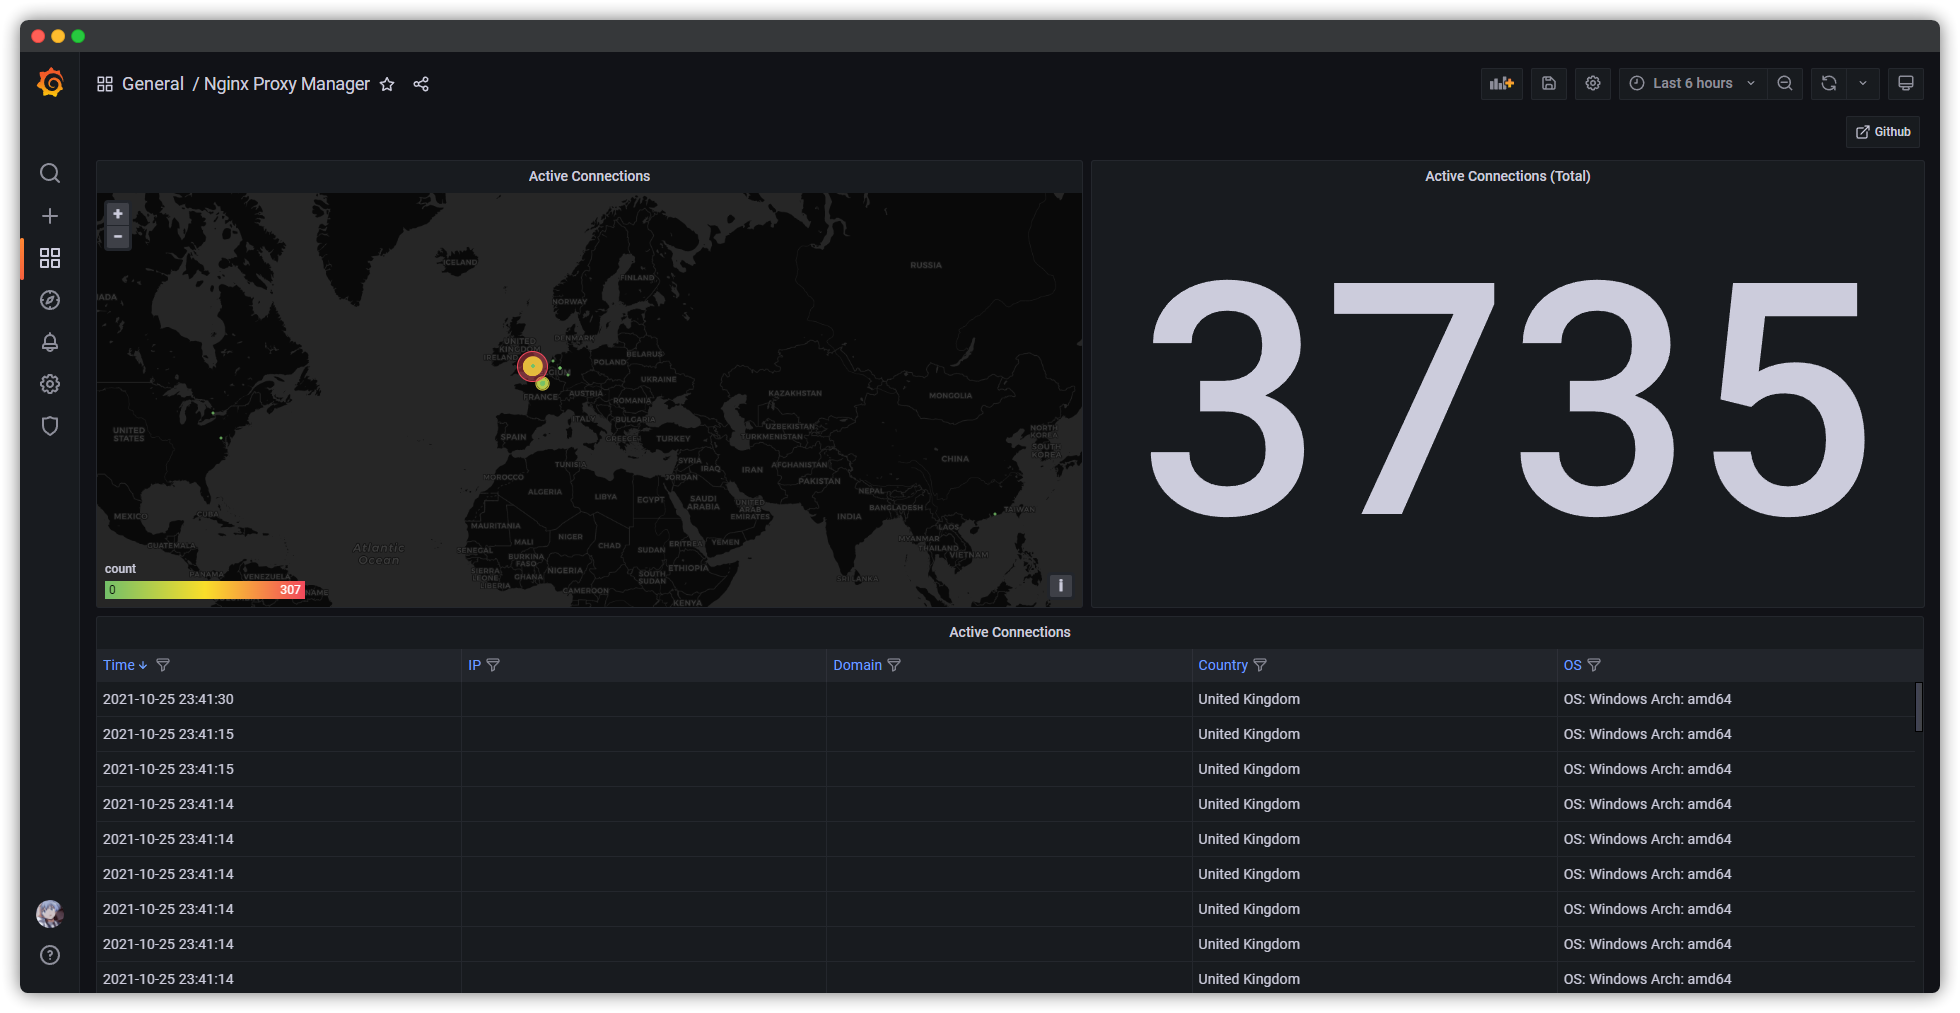 General / Nginx Proxy Manager
Last 6 hours
Github
Active Connections
+
−
ICELAND
RUSSIA
FINLAND
NORWAY
UNITED
KINGDOM
DENMARK
IRELAND
BELARUS
POLAND
UKRAINE
FRANCE
AUSTRIA
ROMANIA
KAZAKHSTAN
MONGOLIA
ITALY
BULGARIA
UZBEKISTAN
UNITED
STATES
SPAIN
GREECE
TURKEY
TURKMENISTAN
NORTH
KOREA
SOUTH
KOREA
SYRIA
IRAQ
IRAN
AFGHANISTAN
CHINA
TUNISIA
MOROCCO
JORDAN
PAKISTAN
ALGERIA
LIBYA
EGYPT
SAUDI
ARABIA
UNITED
ARAB
EMIRATES
NEPAL
BANGLADESH
TAIWAN
MEXICO
CUBA
MAURITANIA
INDIA
LAOS
MALI
NIGER
CHAD
SUDAN
ERITREA
YEMEN
MYANMAR
THAILAND
VIETNAM
GUATEMALA
Atlantic
Ocean
SENEGAL
BURKINA
FASO
NIGERIA
ETHIOPIA
SIERRA
LEONE
LIBERIA
GHANA
SOUTH
SUDAN
SRI LANKA
PANAMA
VENEZUELA
CAMEROON
KENYA
count
0 307
i
Active Connections (Total)
3735
Active Connections
Time IP Domain Country OS
2021-10-25 23:41:30 United Kingdom OS: Windows Arch: amd64
2021-10-25 23:41:15 United Kingdom OS: Windows Arch: amd64
2021-10-25 23:41:15 United Kingdom OS: Windows Arch: amd64
2021-10-25 23:41:14 United Kingdom OS: Windows Arch: amd64
2021-10-25 23:41:14 United Kingdom OS: Windows Arch: amd64
2021-10-25 23:41:14 United Kingdom OS: Windows Arch: amd64
2021-10-25 23:41:14 United Kingdom OS: Windows Arch: amd64
2021-10-25 23:41:14 United Kingdom OS: Windows Arch: amd64
2021-10-25 23:41:14 United Kingdom OS: Windows Arch: amd64